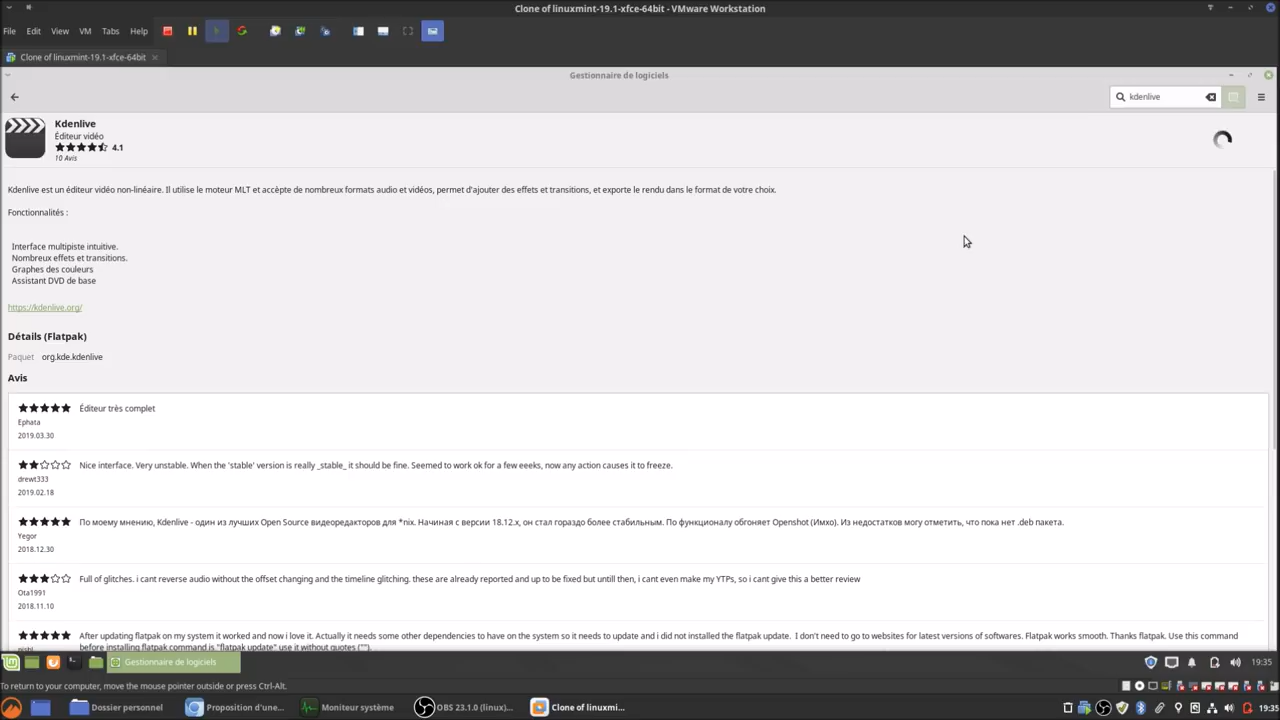 Clone of linuxmint-19.1-xfce-64bit - VMware Workstation
File Edit View VM Tabs Help
Clone of linuxmint-19.1-xfce-64bit
Gestionnaire de logiciels
kdenlive
Kdenlive
Éditeur vidéo
4.1
10 Avis
Kdenlive est un éditeur vidéo non-linéaire. Il utilise le moteur MLT et accèpte de nombreux formats audio et vidéos, permet d'ajouter des effets et transitions, et exporte le rendu dans le format de votre choix.
Fonctionnalités :
Interface multipiste intuitive.
Nombreux effets et transitions.
Graphes des couleurs
Assistant DVD de base
https://kdenlive.org/
Détails (Flatpak)
Paquet org.kde.kdenlive
Avis
Éditeur très complet
Ephata
2019.03.30
Nice interface. Very unstable. When the 'stable' version is really _stable_ it should be fine. Seemed to work ok for a few eeeks, now any action causes it to freeze.
drewt333
2019.02.18
По моему мнению, Kdenlive - один из лучших Open Source видеоредакторов для *nix. Начиная с версии 18.12.x, он стал гораздо более стабильным. По функционалу обгоняет Openshot (Имхо). Из недостатков могу отметить, что пока нет .deb пакета.
Yegor
2018.12.30
Full of glitches. i cant reverse audio without the offset changing and the timeline glitching. these are already reported and up to be fixed but untill then, i cant even make my YTPs, so i cant give this a better review
Ota1991
2018.11.10
After updating flatpak on my system it worked and now i love it. Actually it needs some other dependencies to have on the system so it needs to update and i did not installed the flatpak update. I don't need to go to websites for latest versions of softwares. Flatpak works smooth. Thanks flatpak. Use this command
before installing flatpak command is "flatpak update" use it without quotes ("").
Gestionnaire de logiciels
19:35
To return to your computer, move the mouse pointer outside or press Ctrl-Alt.
Dossier personnel
Proposition d'une...
Moniteur système
OBS 23.1.0 (linux)...
Clone of linuxmi...
19:35